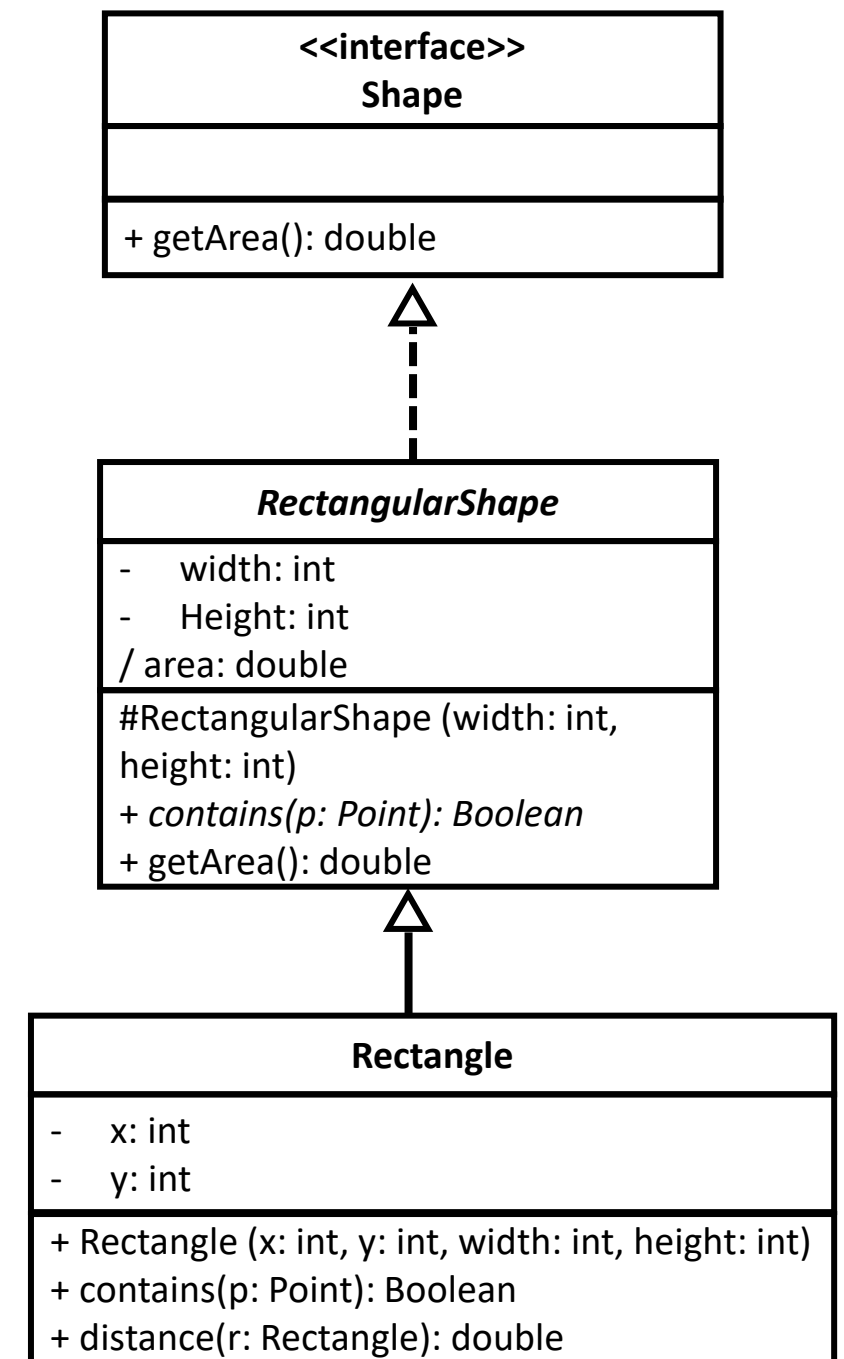 <<interface>>
Shape
+ getArea(): double
RectangularShape
- width: int
- Height: int
/ area: double
#RectangularShape (width: int,
height: int)
+ contains(p: Point): Boolean
+ getArea(): double
Rectangle
- x: int
- y: int
+ Rectangle (x: int, y: int, width: int, height: int)
+ contains(p: Point): Boolean
+ distance(r: Rectangle): double